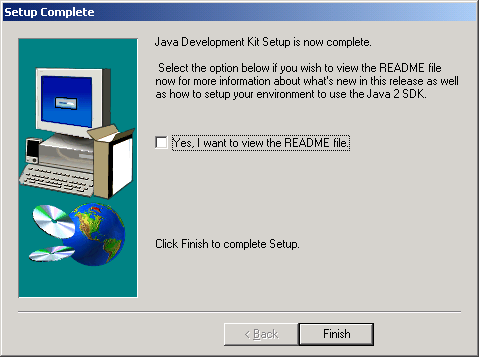 Setup Complete
Java Development Kit Setup is now complete.
Select the option below if you wish to view the README file
now for more information about what's new in this release as well
as how to setup your environment to use the Java 2 SDK.
Yes, I want to view the README file.
Click Finish to complete Setup.
< Back
Finish